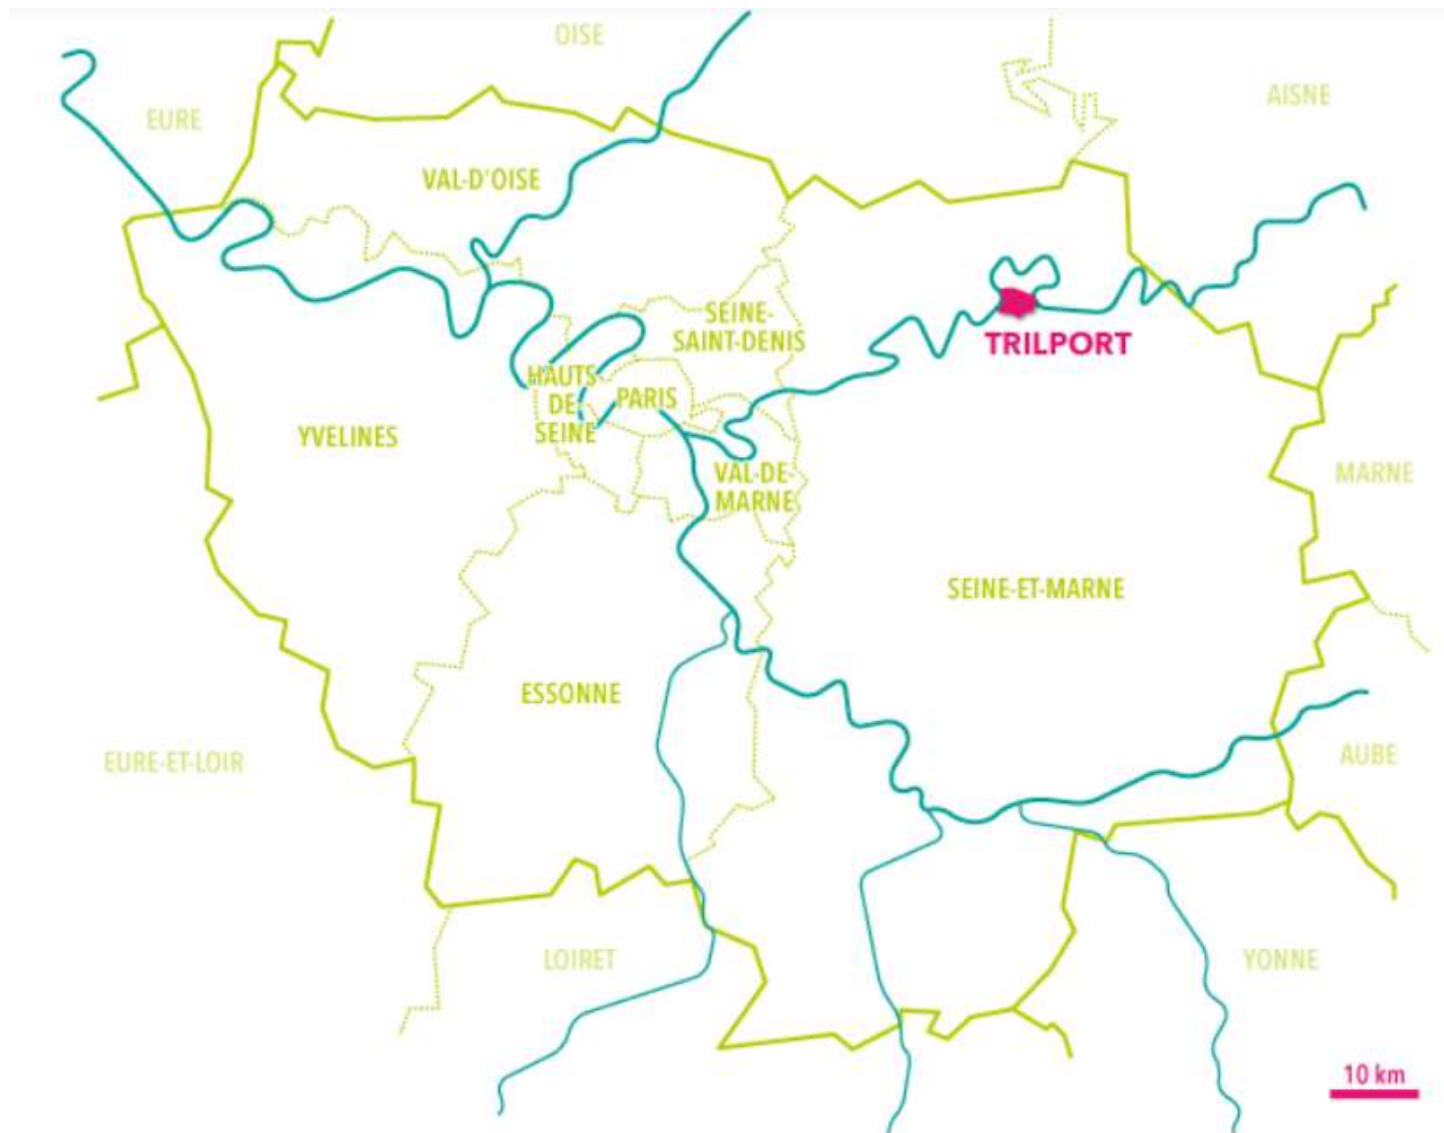 OISE
AISNE
EURE
VAL-D'OISE
SEINE-
SAINT-DENIS
TRILPORT
HAUTS
DE
SEINE
PARIS
YVELINES
VAL-DE-
MARNE
MARNE
SEINE-ET-MARNE
ESSONNE
EURE-ET-LOIR
AUBE
LOIRET
YONNE
10 km